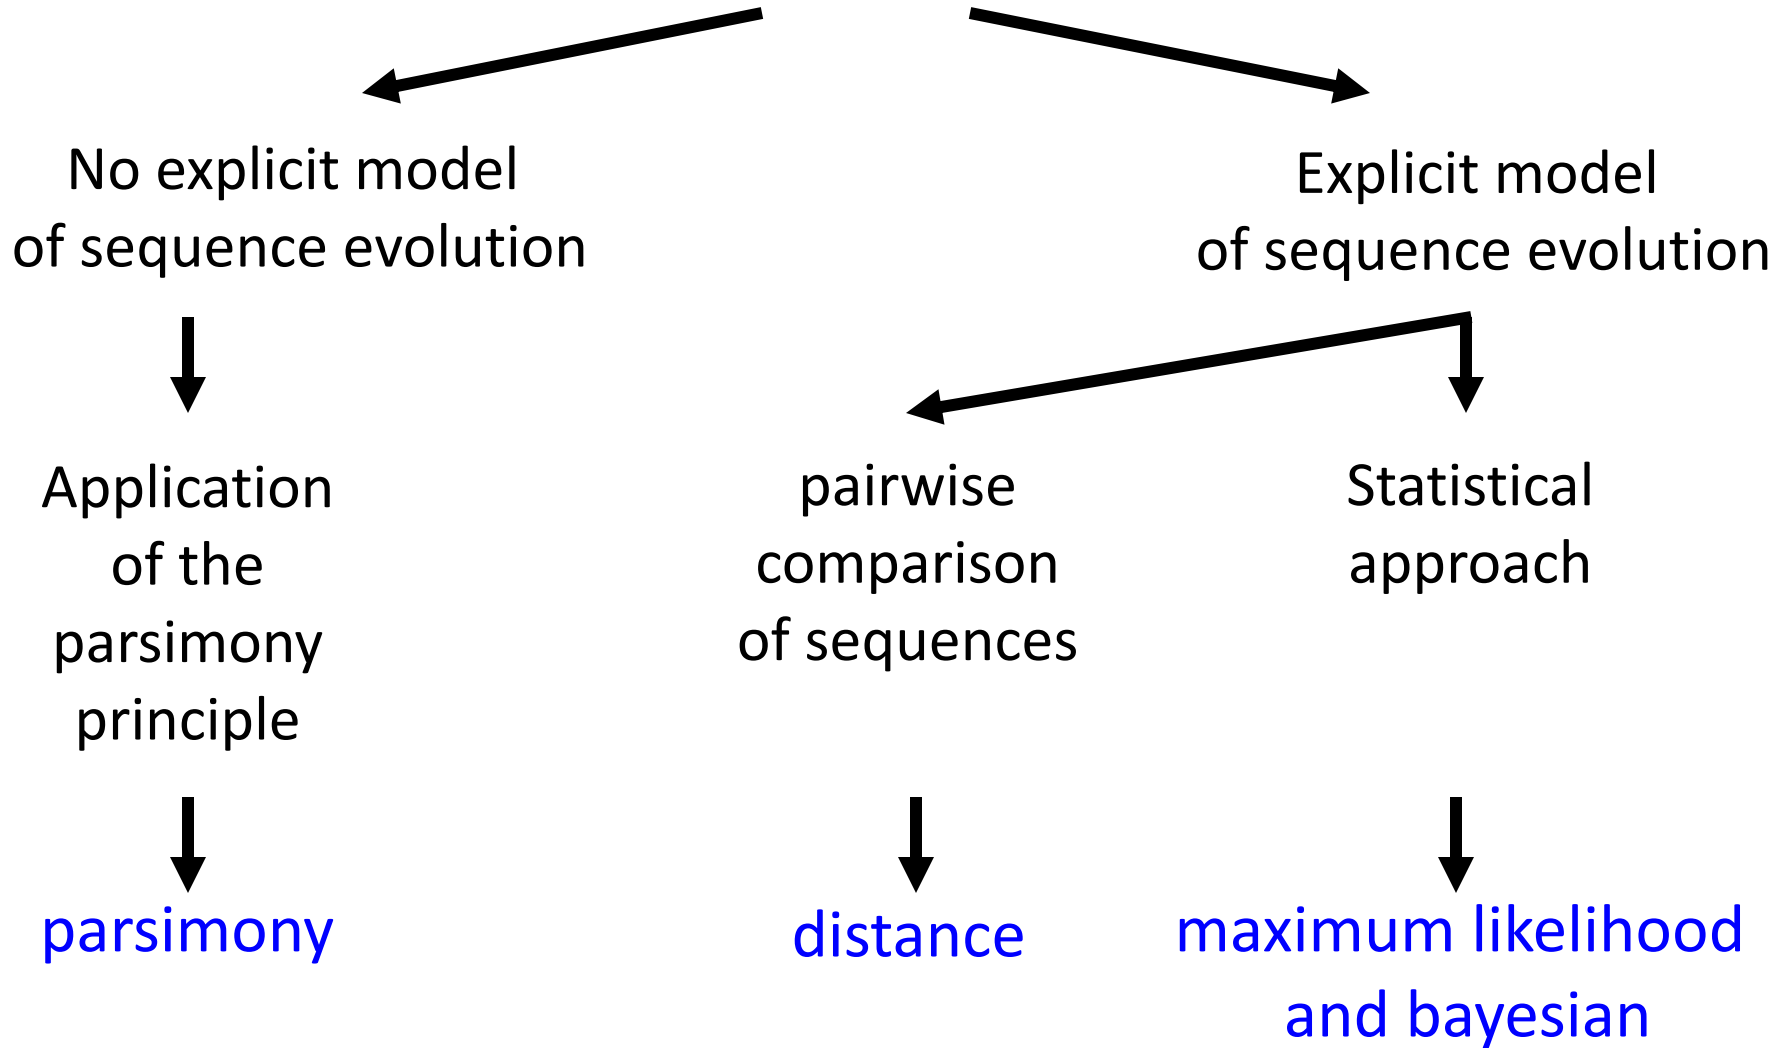 No explicit model
of sequence evolution
Explicit model
of sequence evolution
Application
of the
parsimony
principle
pairwise
comparison
of sequences
Statistical
approach
parsimony
distance
maximum likelihood
and bayesian